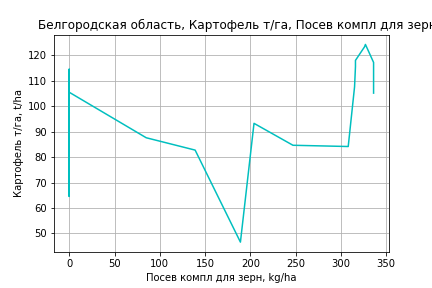 Белгородская область, Картофель т/га, Посев компл для зерн
120
110
100
90
80
70
60
50
Картофель т/га, t/ha
0 50 100 150 200 250 300 350
Посев компл для зерн, kg/ha